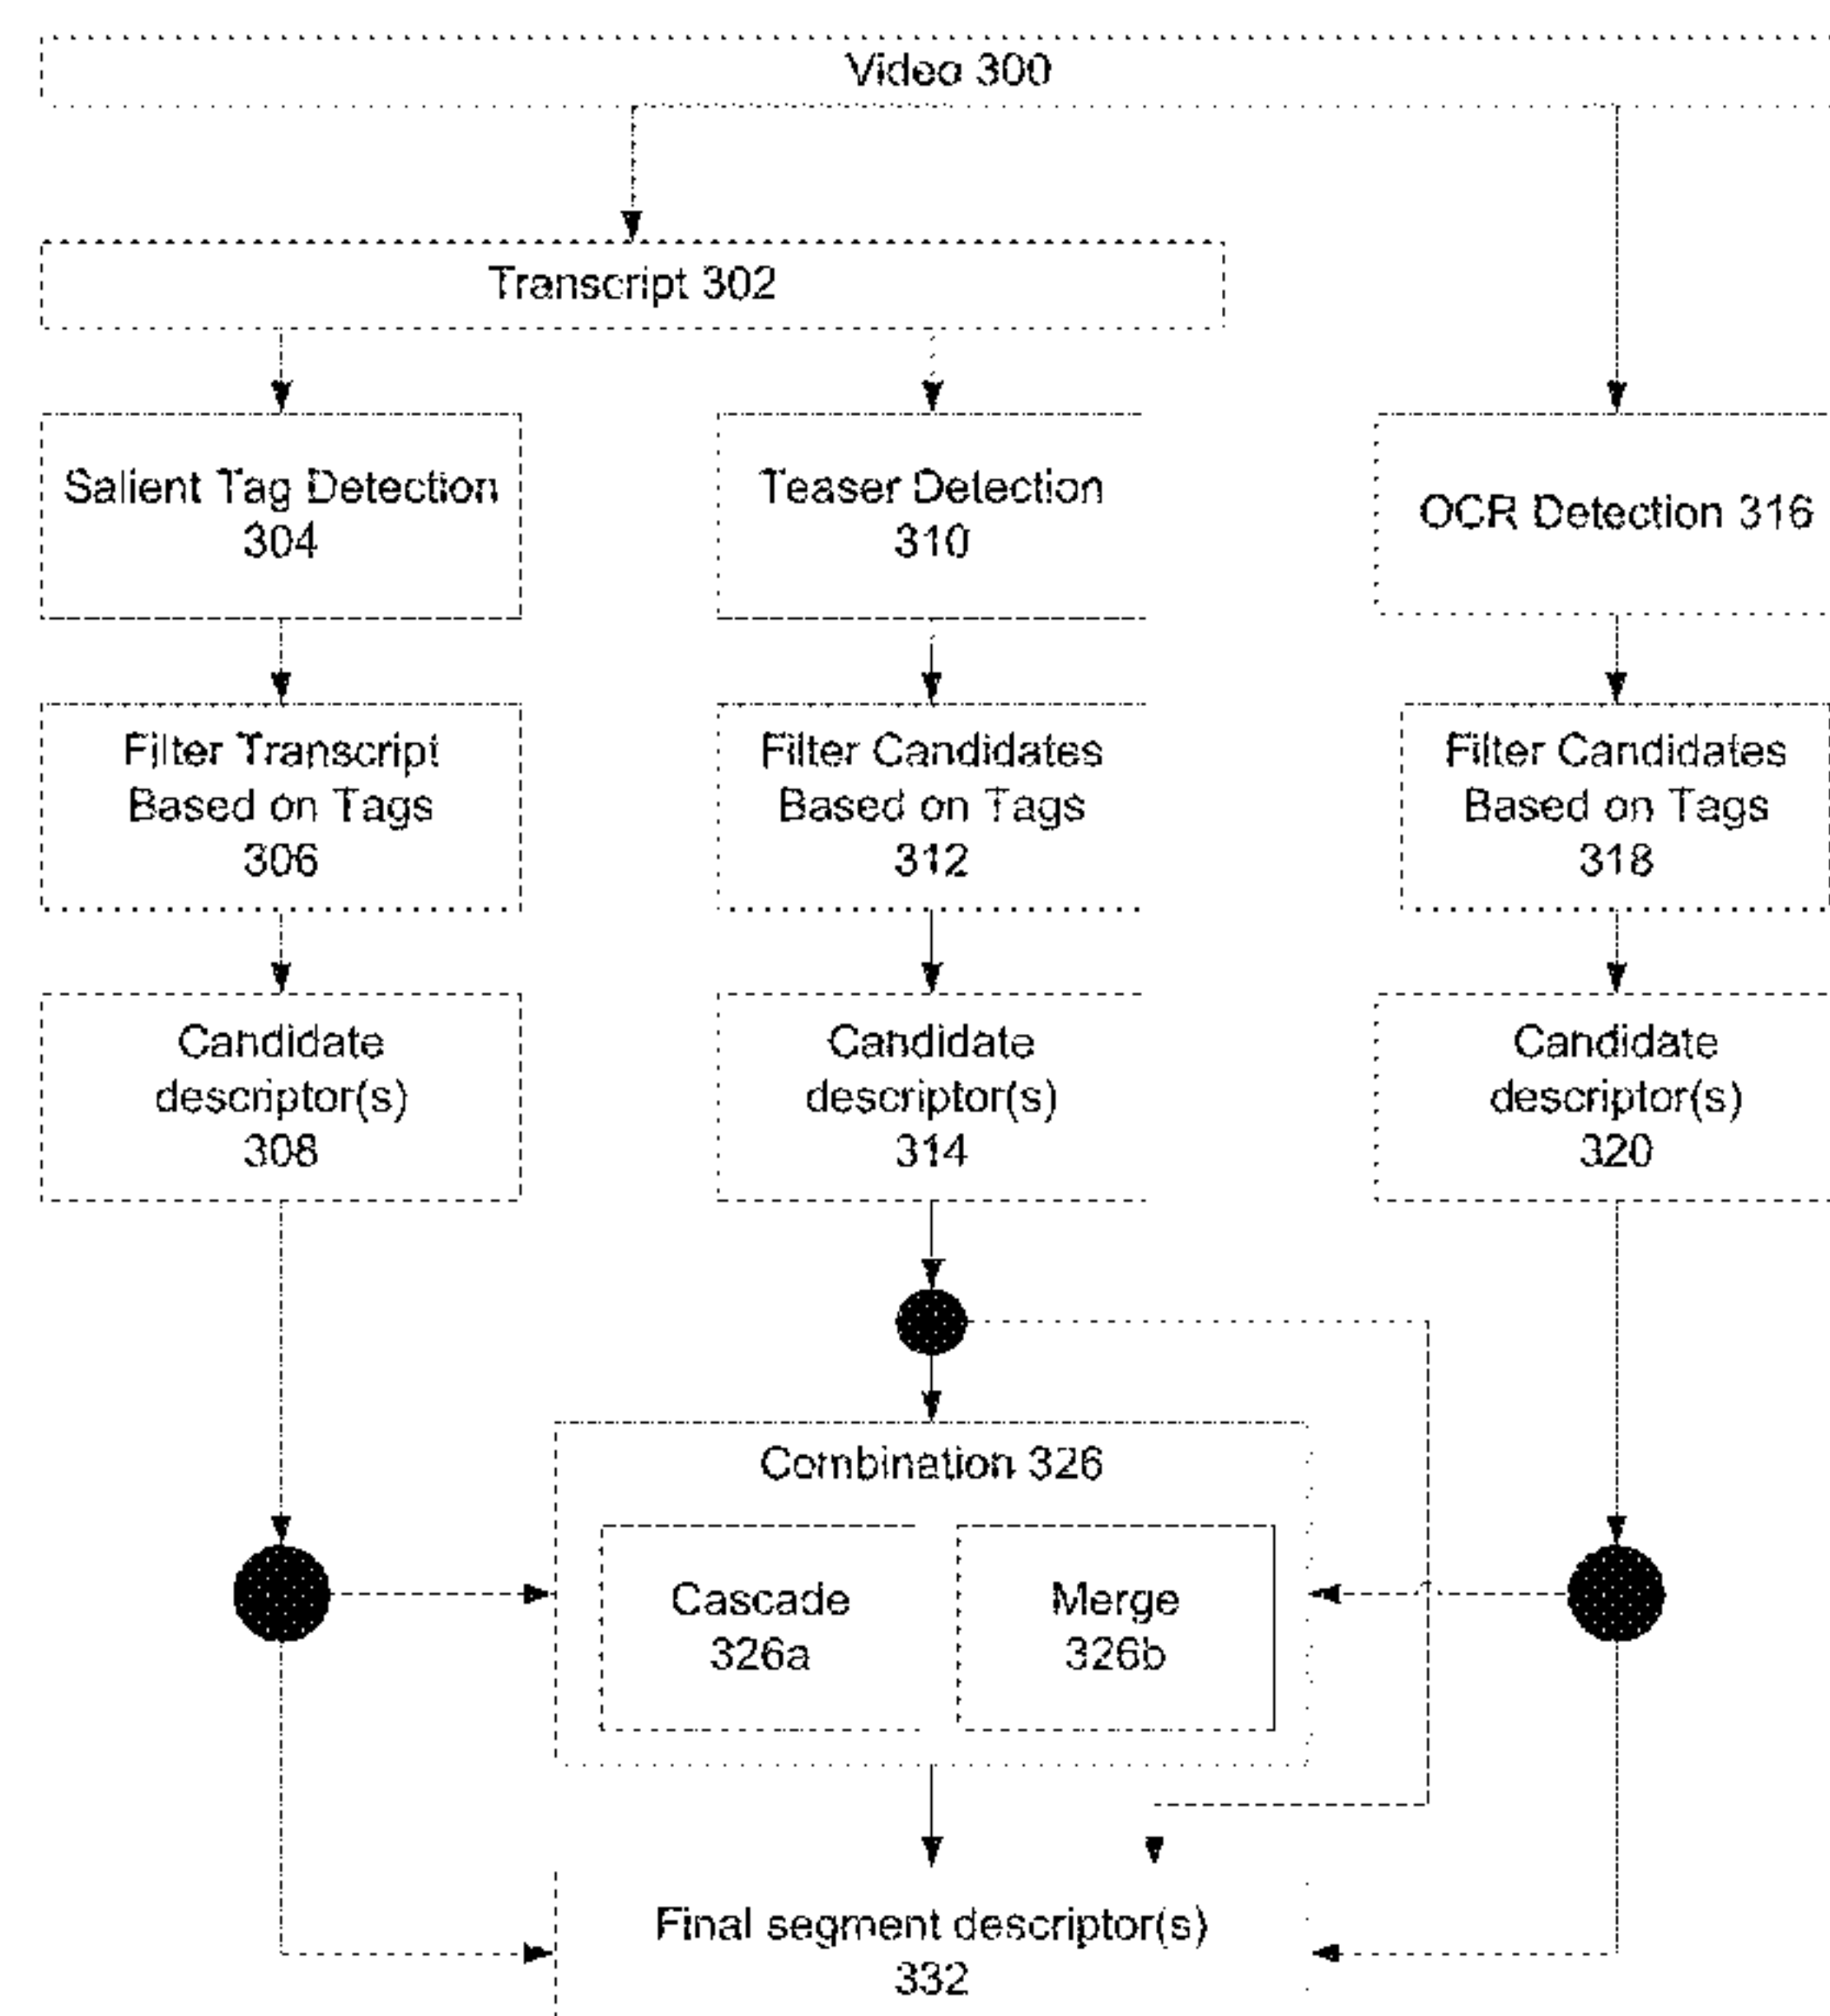 Video 300
Transcript 302
Salient Tag Detection
304
Teaser Detection
310
OCR Detection 316
Filter Transcript
Based on Tags
306
Filter Candidates
Based on Tags
312
Filter Candidates
Based on Tags
318
Candidate
descriptor(s)
308
Candidate
descriptor(s)
314
Candidate
descriptor(s)
320
Combination 326
Cascade
326a
Merge
326b
Final segment descriptor(s)
332